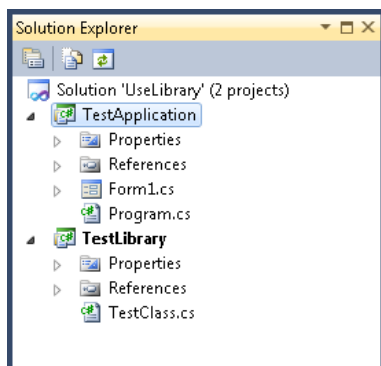 Solution Explorer
Solution 'UseLibrary' (2 projects)
TestApplication
Properties
References
Form1.cs
Program.cs
TestLibrary
Properties
References
TestClass.cs